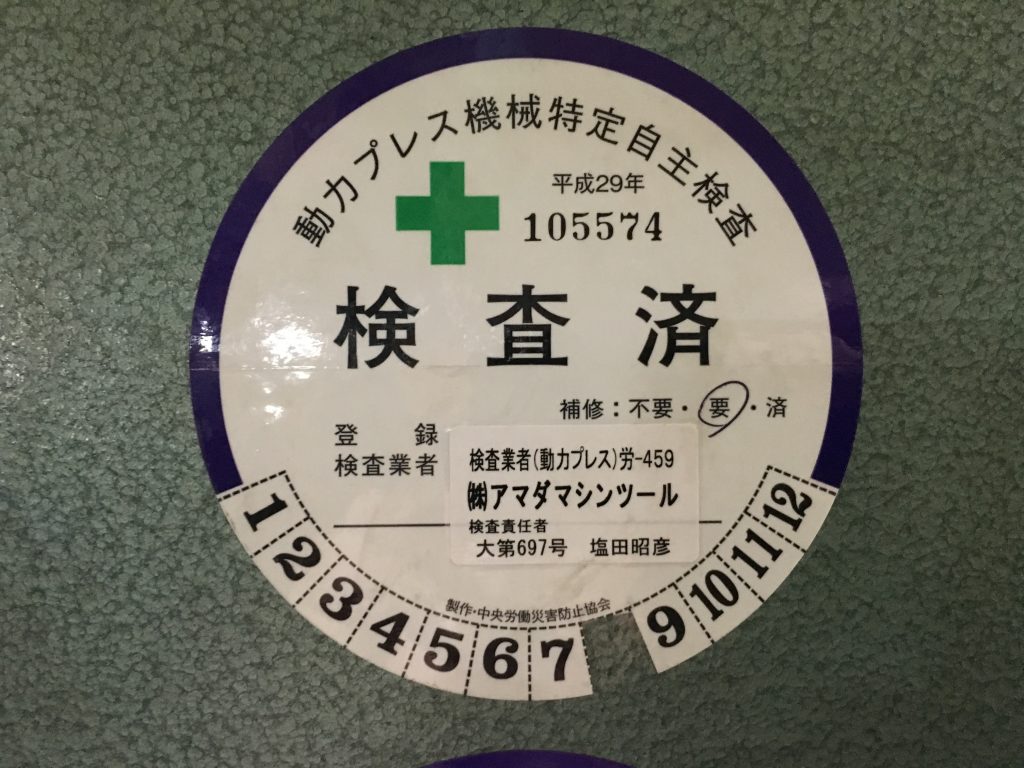 動力プレス機械特定自主検査
平成29年
105574
検査済
補修：不要・要・済
登録
検査業者
検査業者(動力プレス)労-459
㈱アマダマシンツール
検査責任者
大第697号 塩田昭彦
製作・中央労働災害防止協会
1 2 3 4 5 6 7 9 10 11 12